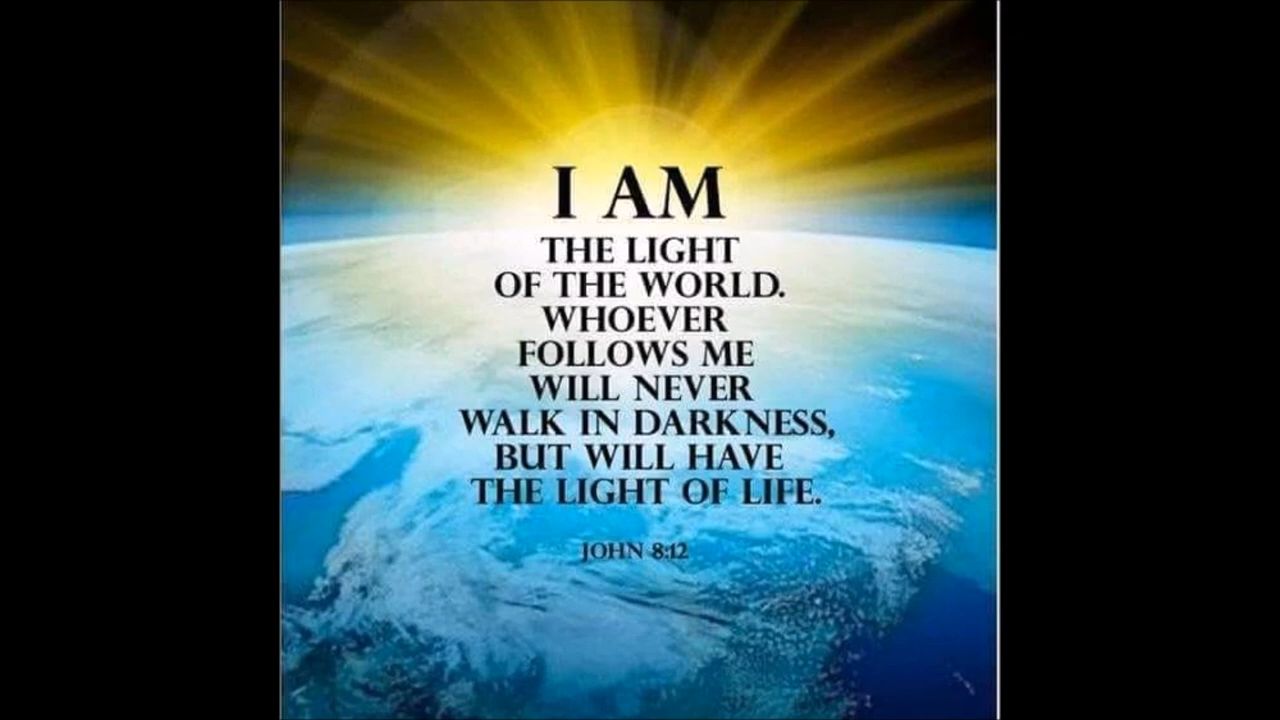 I AM
THE LIGHT
OF THE WORLD.
WHOEVER
FOLLOWS ME
WILL NEVER
WALK IN DARKNESS,
BUT WILL HAVE
THE LIGHT OF LIFE.
JOHN 8:12